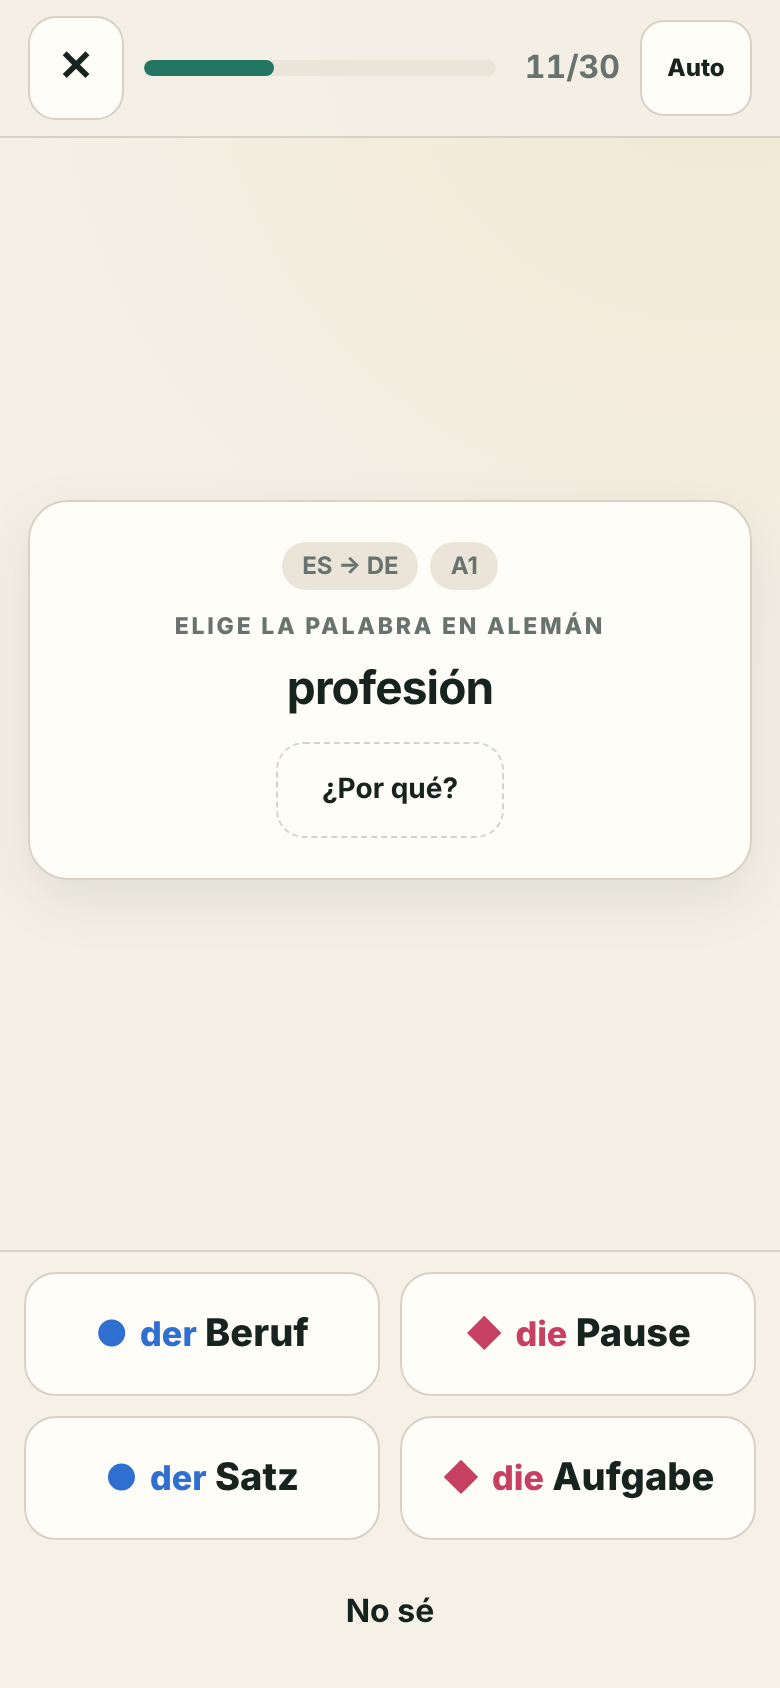 ✕ 11/30 Auto
ES → DE A1
ELIGE LA PALABRA EN ALEMÁN
profesión
¿Por qué?
der Beruf
die Pause
der Satz
die Aufgabe
No sé